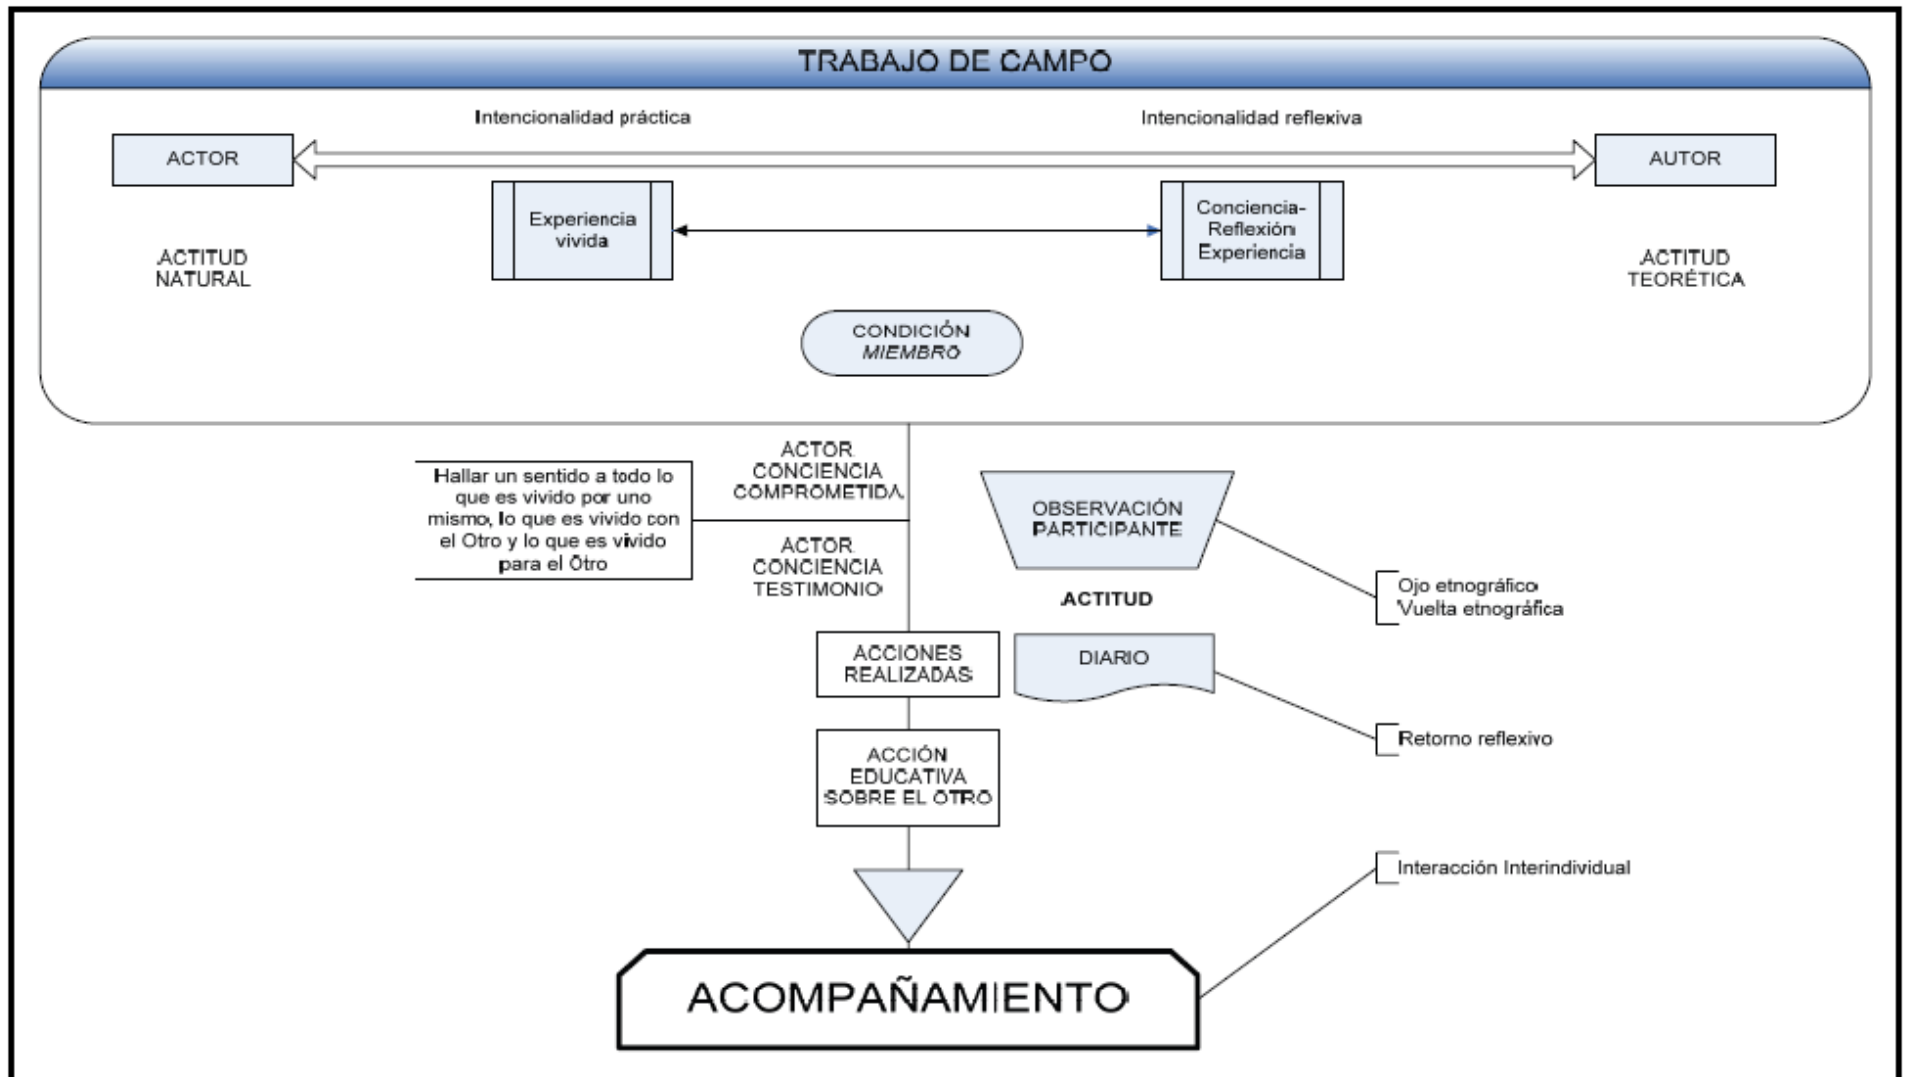 TRABAJO DE CAMPO
Intencionalidad práctica
Intencionalidad reflexiva
ACTOR
AUTOR
Experiencia
vivida
Conciencia-
Reflexión
Experiencia
ACTITUD
NATURAL
ACTITUD
TEORÉTICA
CONDICIÓN
MIEMBRO
ACTOR
CONCIENCIA
COMPROMETIDA
Hallar un sentido a todo lo
que es vivido por uno
mismo, lo que es vivido con
el Otro y lo que es vivido
para el Otro
ACTOR
CONCIENCIA
TESTIMONIO
OBSERVACIÓN
PARTICIPANTE
Ojo etnográfico
Vuelta etnográfica
ACTITUD
ACCIONES
REALIZADAS
DIARIO
Retorno reflexivo
ACCIÓN
EDUCATIVA
SOBRE EL OTRO
Interacción Interindividual
ACOMPAÑAMIENTO